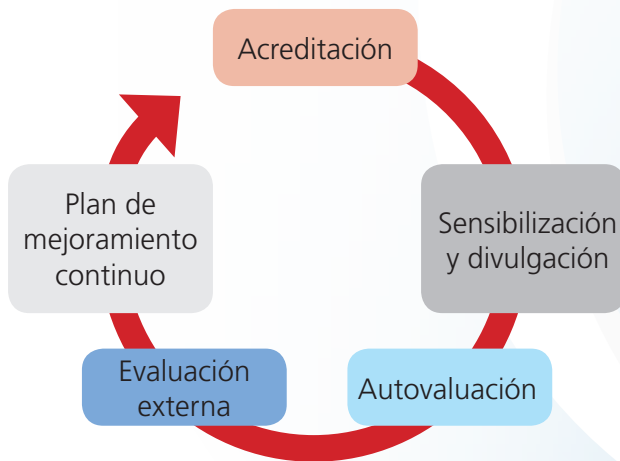 Acreditación
Sensibilización
y divulgación
Autovaluación
Evaluación
externa
Plan de
mejoramiento
continuo